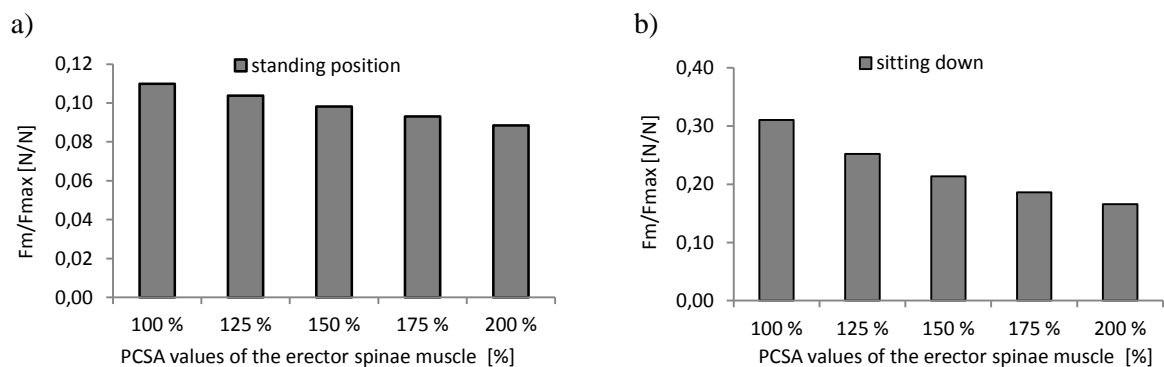 a)
standing position
0,12
0,10
0,08
0,06
0,04
0,02
0,00
Fm/Fmax [N/N]
100 % 125 % 150 % 175 % 200 %
PCSA values of the erector spinae muscle [%]
b)
sitting down
0,40
0,30
0,20
0,10
0,00
Fm/Fmax [N/N]
100 % 125 % 150 % 175 % 200 %
PCSA values of the erector spinae muscle [%]